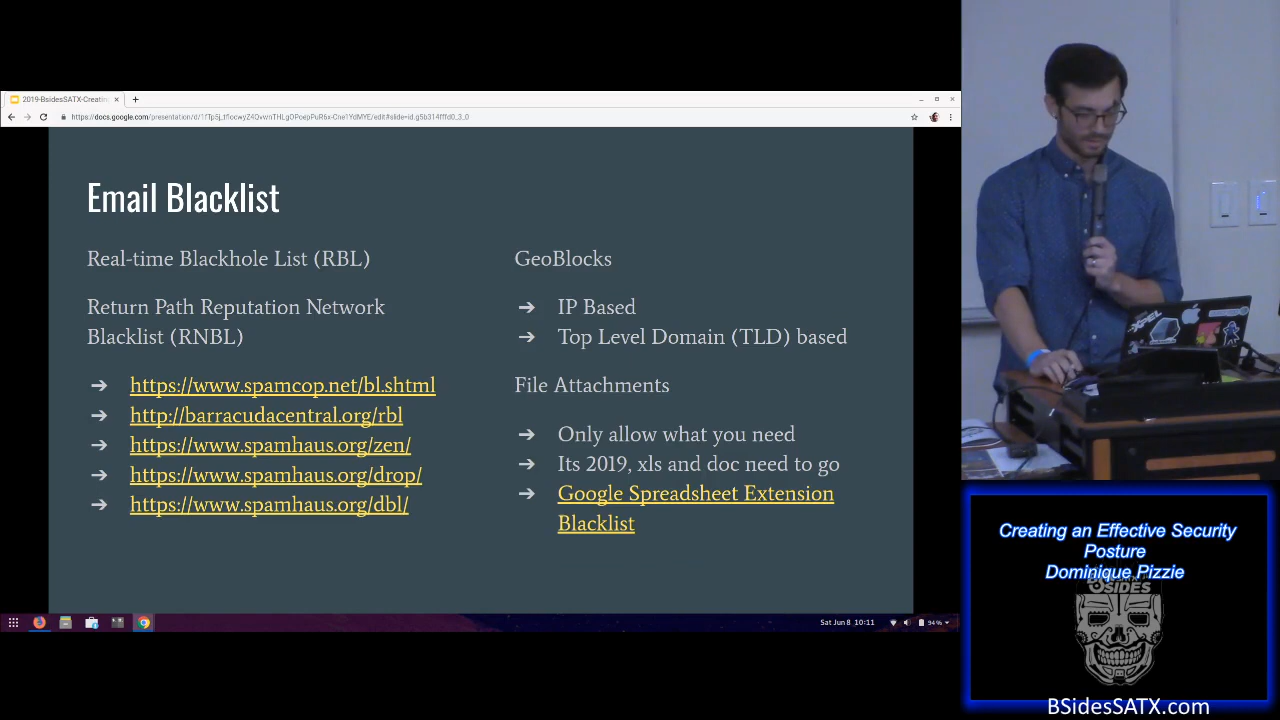 2019-BsidesSATX-Creatin
Email Blacklist
Real-time Blackhole List (RBL)
Return Path Reputation Network
Blacklist (RNBL)
➔ https://www.spamcop.net/bl.shtml
➔ http://barracudacentral.org/rbl
➔ https://www.spamhaus.org/zen/
➔ https://www.spamhaus.org/drop/
➔ https://www.spamhaus.org/dbl/
GeoBlocks
➔ IP Based
➔ Top Level Domain (TLD) based
File Attachments
➔ Only allow what you need
➔ Its 2019, xls and doc need to go
➔ Google Spreadsheet Extension
Blacklist
Sat Jun 8 10:11
94%
XPEL
Creating an Effective Security
Posture
Dominique Pizzie
BSIDES
BSidesSATX.com